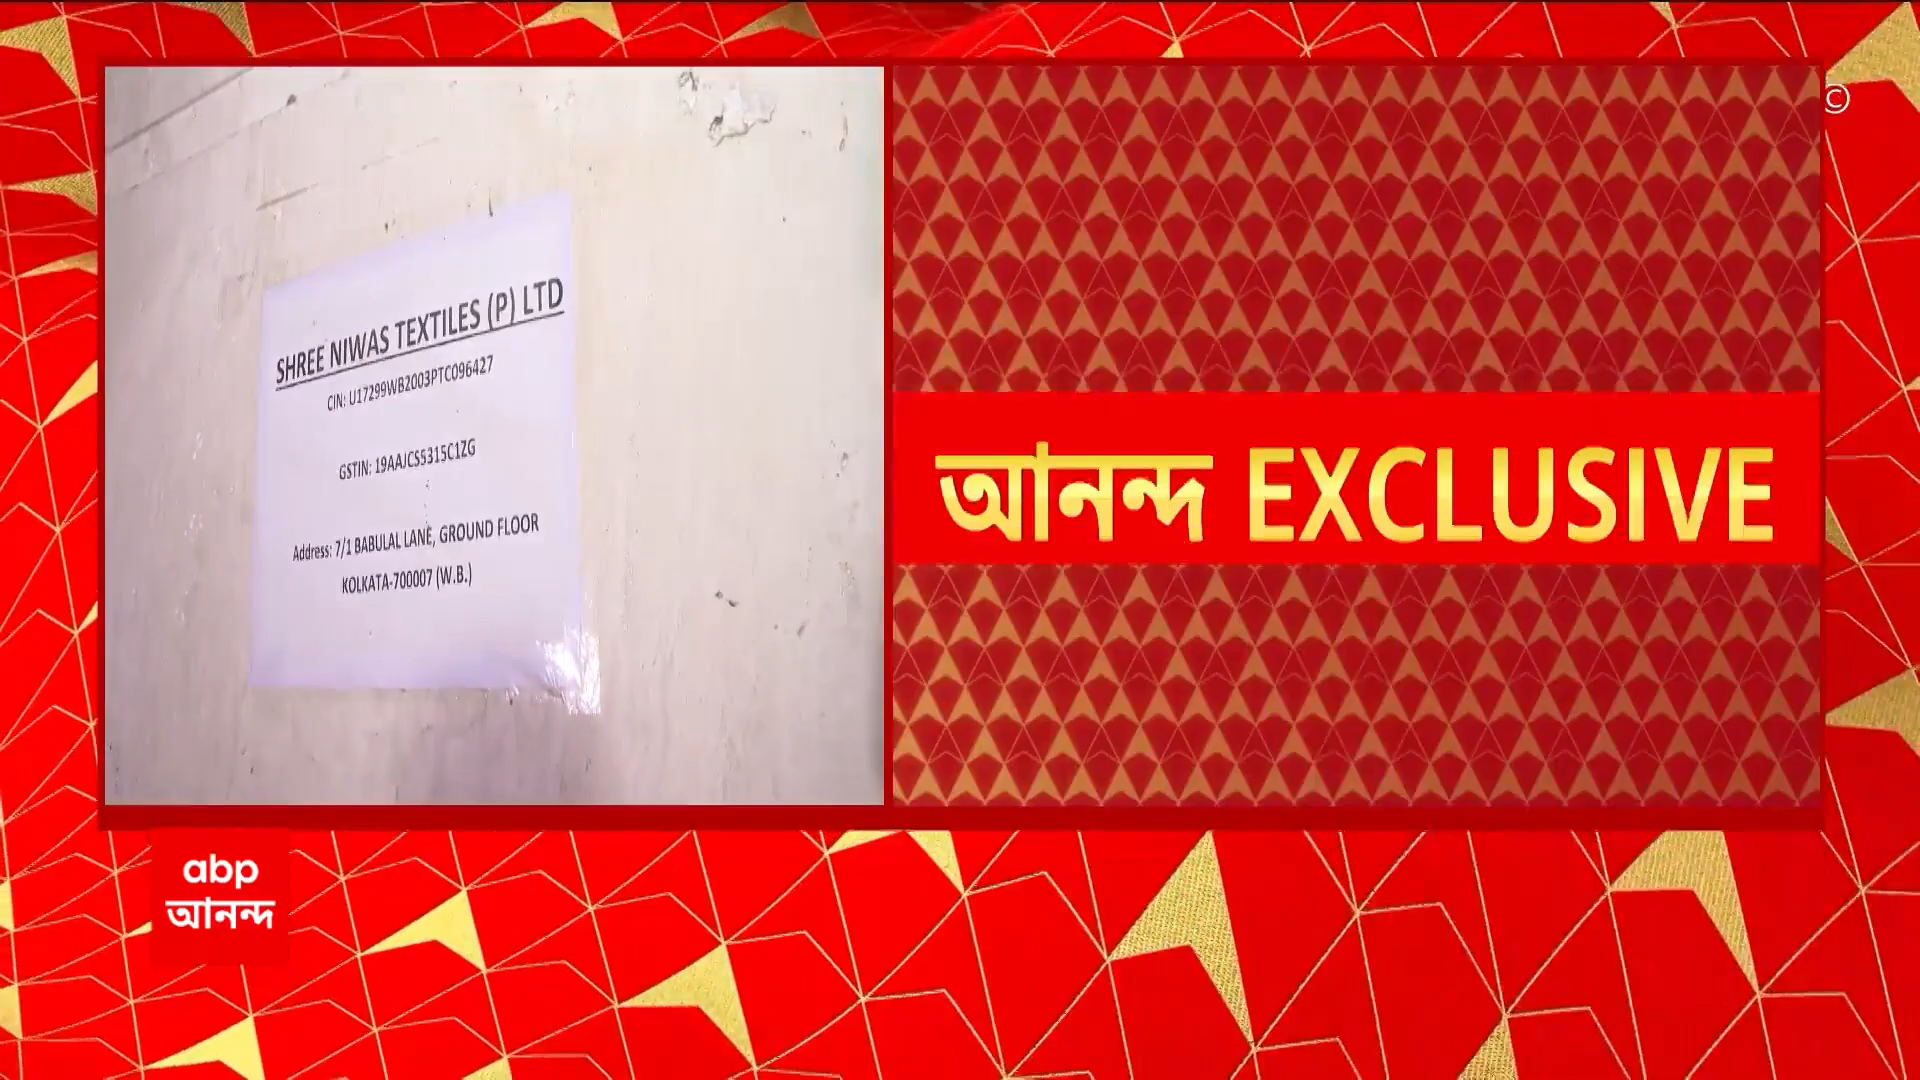 SHREE NIWAS TEXTILES (P) LTD
CIN: U17299WB2003PTC096427
GSTIN: 19AAJCS5315C1ZG
Address: 7/1 BABULAL LANE, GROUND FLOOR
KOLKATA-700007 (W.B.)
©
আনন্দ EXCLUSIVE
abp
আনন্দ